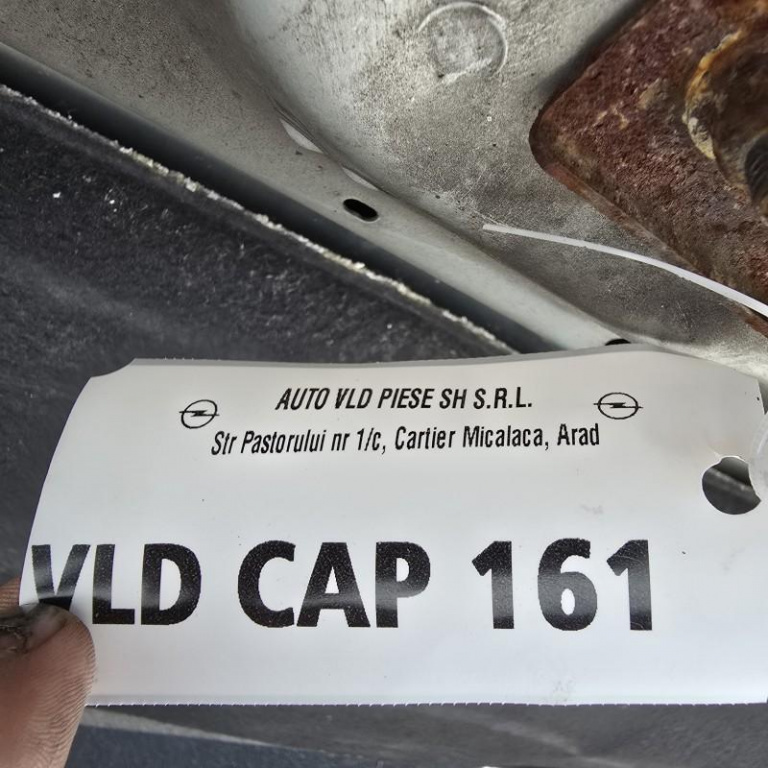 AUTO VLD PIESE SH S.R.L.
Str Pastorului nr 1/c, Cartier Micalaca, Arad
VLD CAP 161